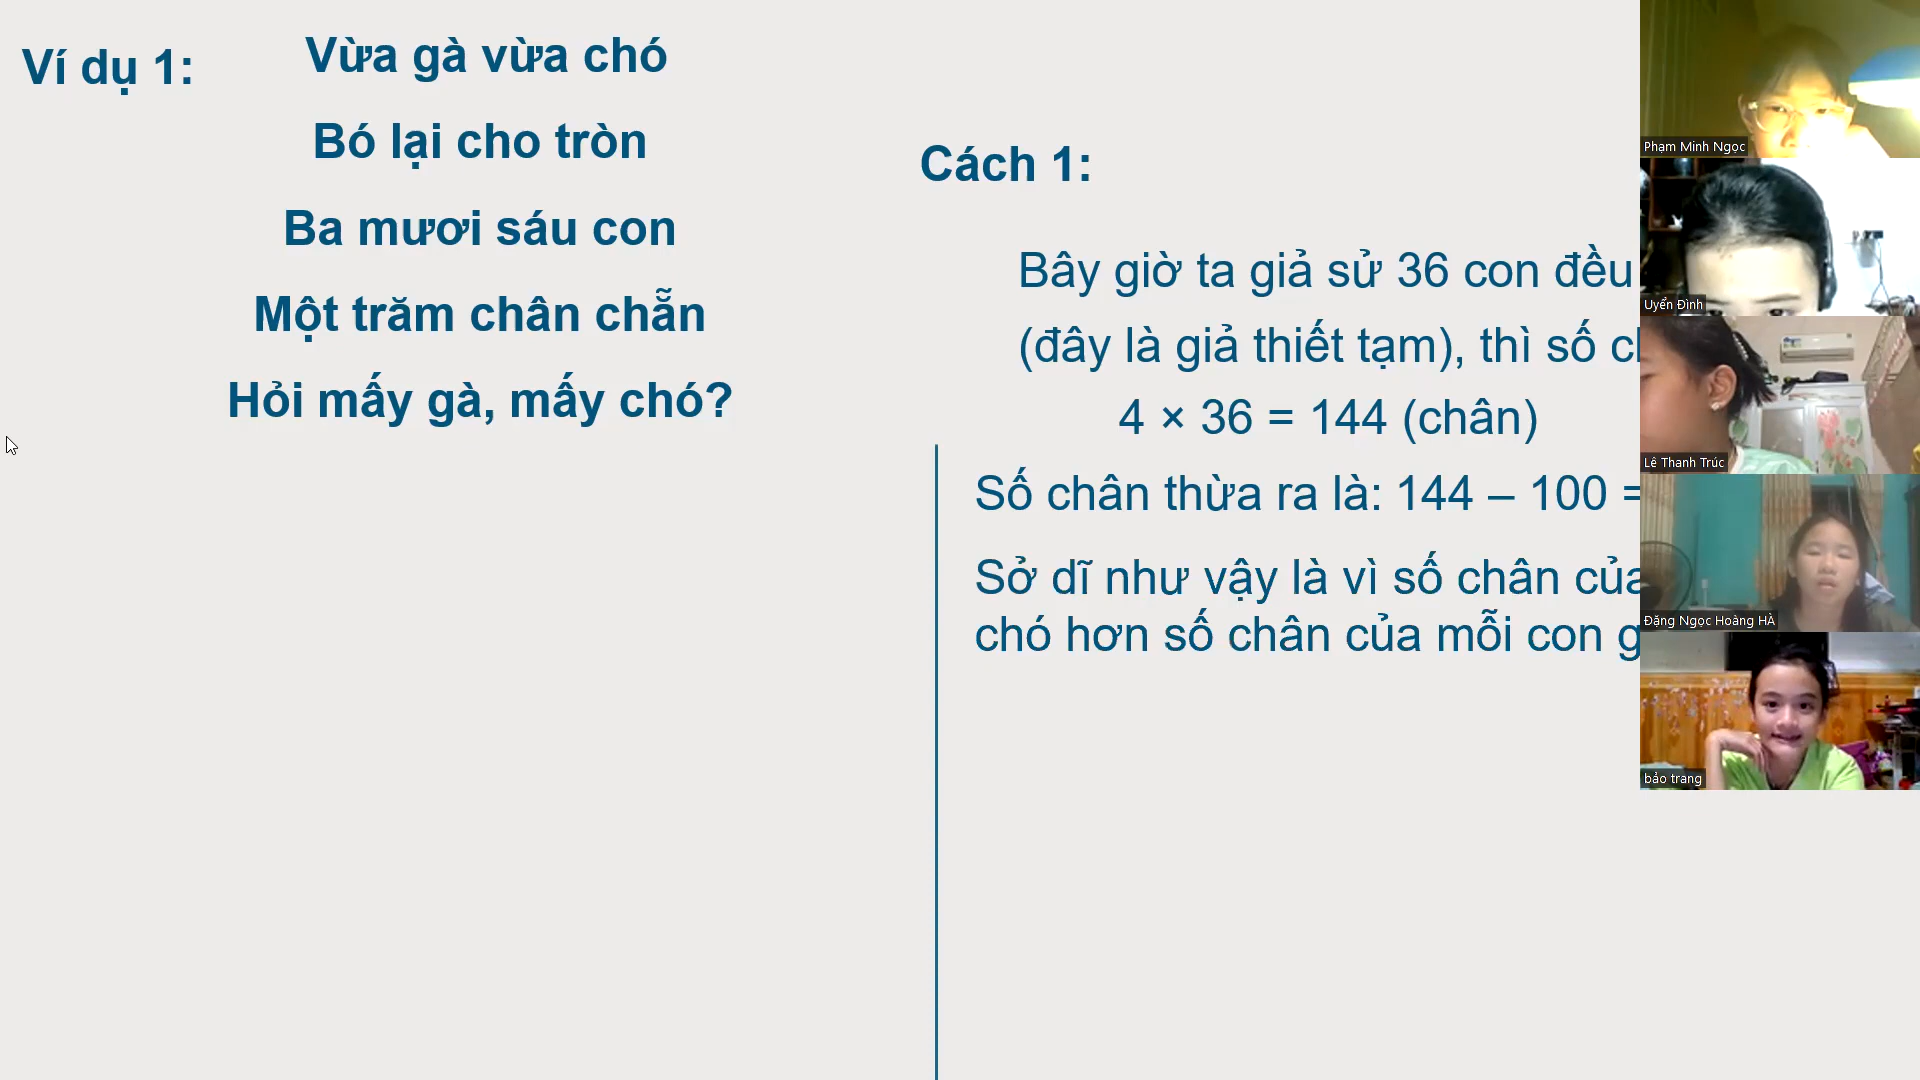 Ví dụ 1:
Vừa gà vừa chó
Bó lại cho tròn
Ba mươi sáu con
Một trăm chân chẵn
Hỏi mấy gà, mấy chó?
Cách 1:
Bây giờ ta giả sử 36 con đều
(đây là giả thiết tạm), thì số
4 × 36 = 144 (chân)
Số chân thừa ra là: 144 – 100 =
Sở dĩ như vậy là vì số chân của
chó hơn số chân của mỗi con
Phạm Minh Ngọc
Uyển Đình
Lê Thanh Trúc
Đặng Ngọc Hoàng HÀ
bảo trang